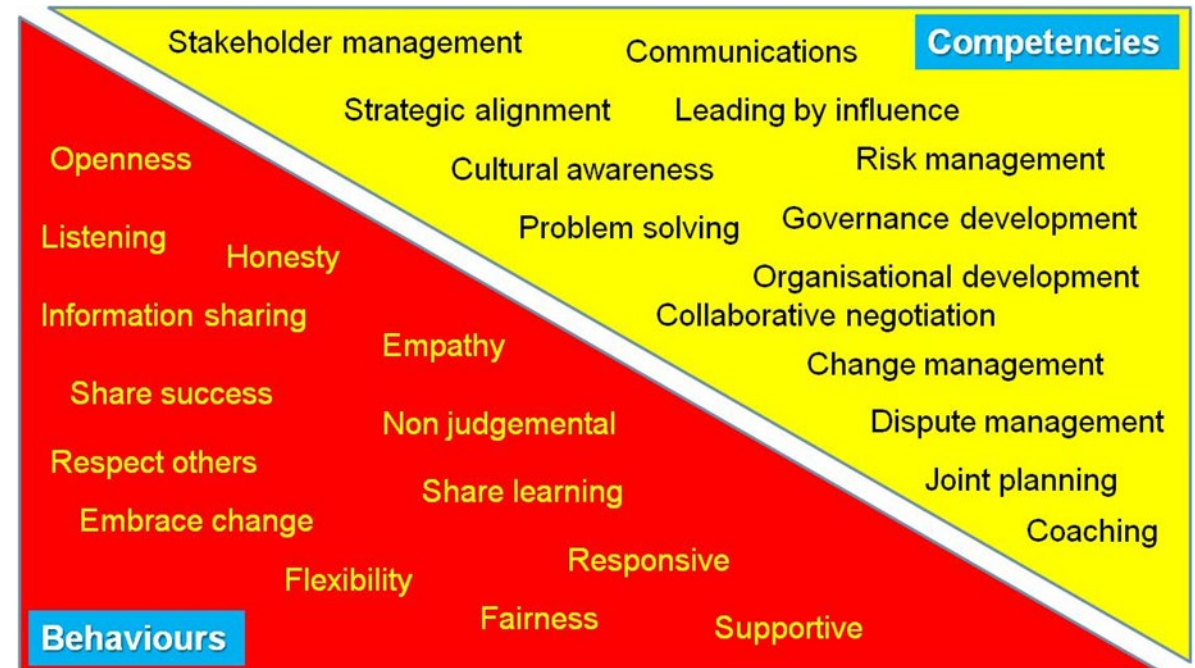 Stakeholder management
Communications
Competencies
Strategic alignment
Leading by influence
Cultural awareness
Risk management
Problem solving
Governance development
Organisational development
Collaborative negotiation
Change management
Dispute management
Joint planning
Coaching
Openness
Listening
Honesty
Information sharing
Empathy
Share success
Non judgemental
Respect others
Share learning
Embrace change
Responsive
Flexibility
Fairness
Supportive
Behaviours